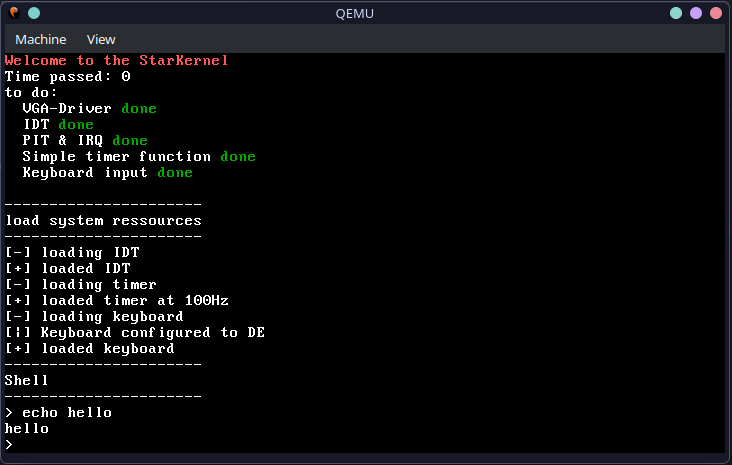 QEMU
Machine View
Welcome to the StarKernel
Time passed: 0
to do:
  VGA-Driver done
  IDT done
  PIT & IRQ done
  Simple timer function done
  Keyboard input done
----------------------
load system ressources
----------------------
[-] loading IDT
[+] loaded IDT
[-] loading timer
[+] loaded timer at 100Hz
[-] loading keyboard
[¦] Keyboard configured to DE
[+] loaded keyboard
----------------------
Shell
----------------------
> echo hello
hello
>